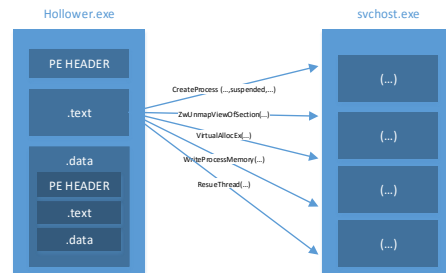 Hollower.exe
svchost.exe
PE HEADER
.text
.data
PE HEADER
.text
.data
CreateProcess (...,suspended,...)
ZwUnmapViewOfSection(...)
VirtualAllocEx(...)
WriteProcessMemory(...)
ResueThread(...)
(...)
(...)
(...)
(...)